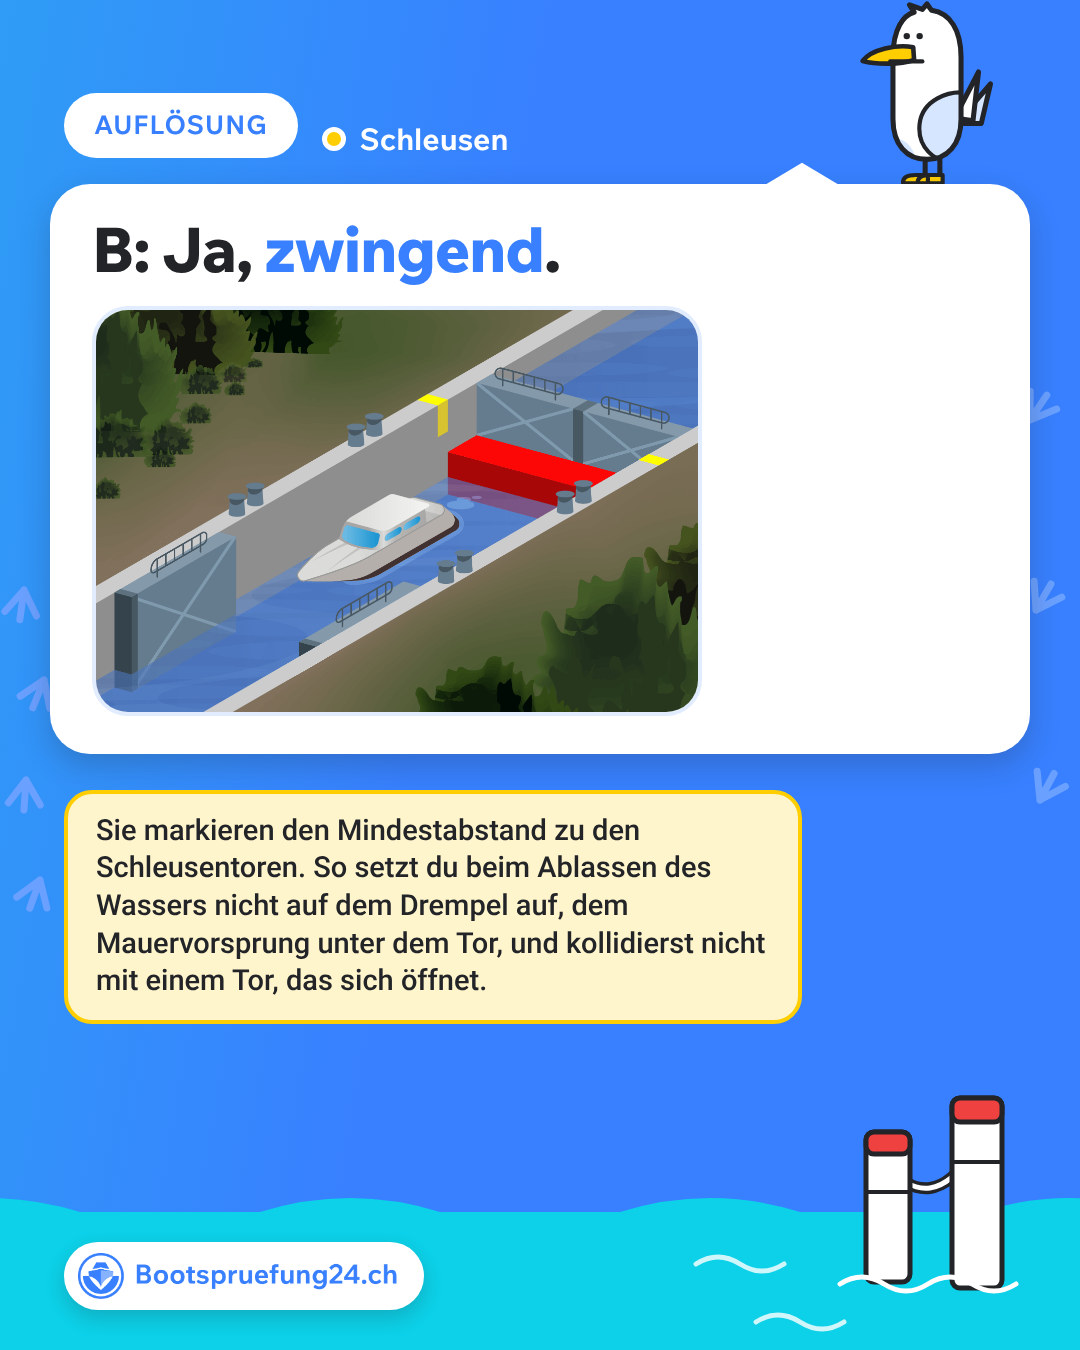 AUFLÖSUNG
Schleusen
B: Ja, zwingend.
Sie markieren den Mindestabstand zu den
Schleusentoren. So setzt du beim Ablassen des
Wassers nicht auf dem Drempel auf, dem
Mauervorsprung unter dem Tor, und kollidierst nicht
mit einem Tor, das sich öffnet.
Bootspruefung24.ch